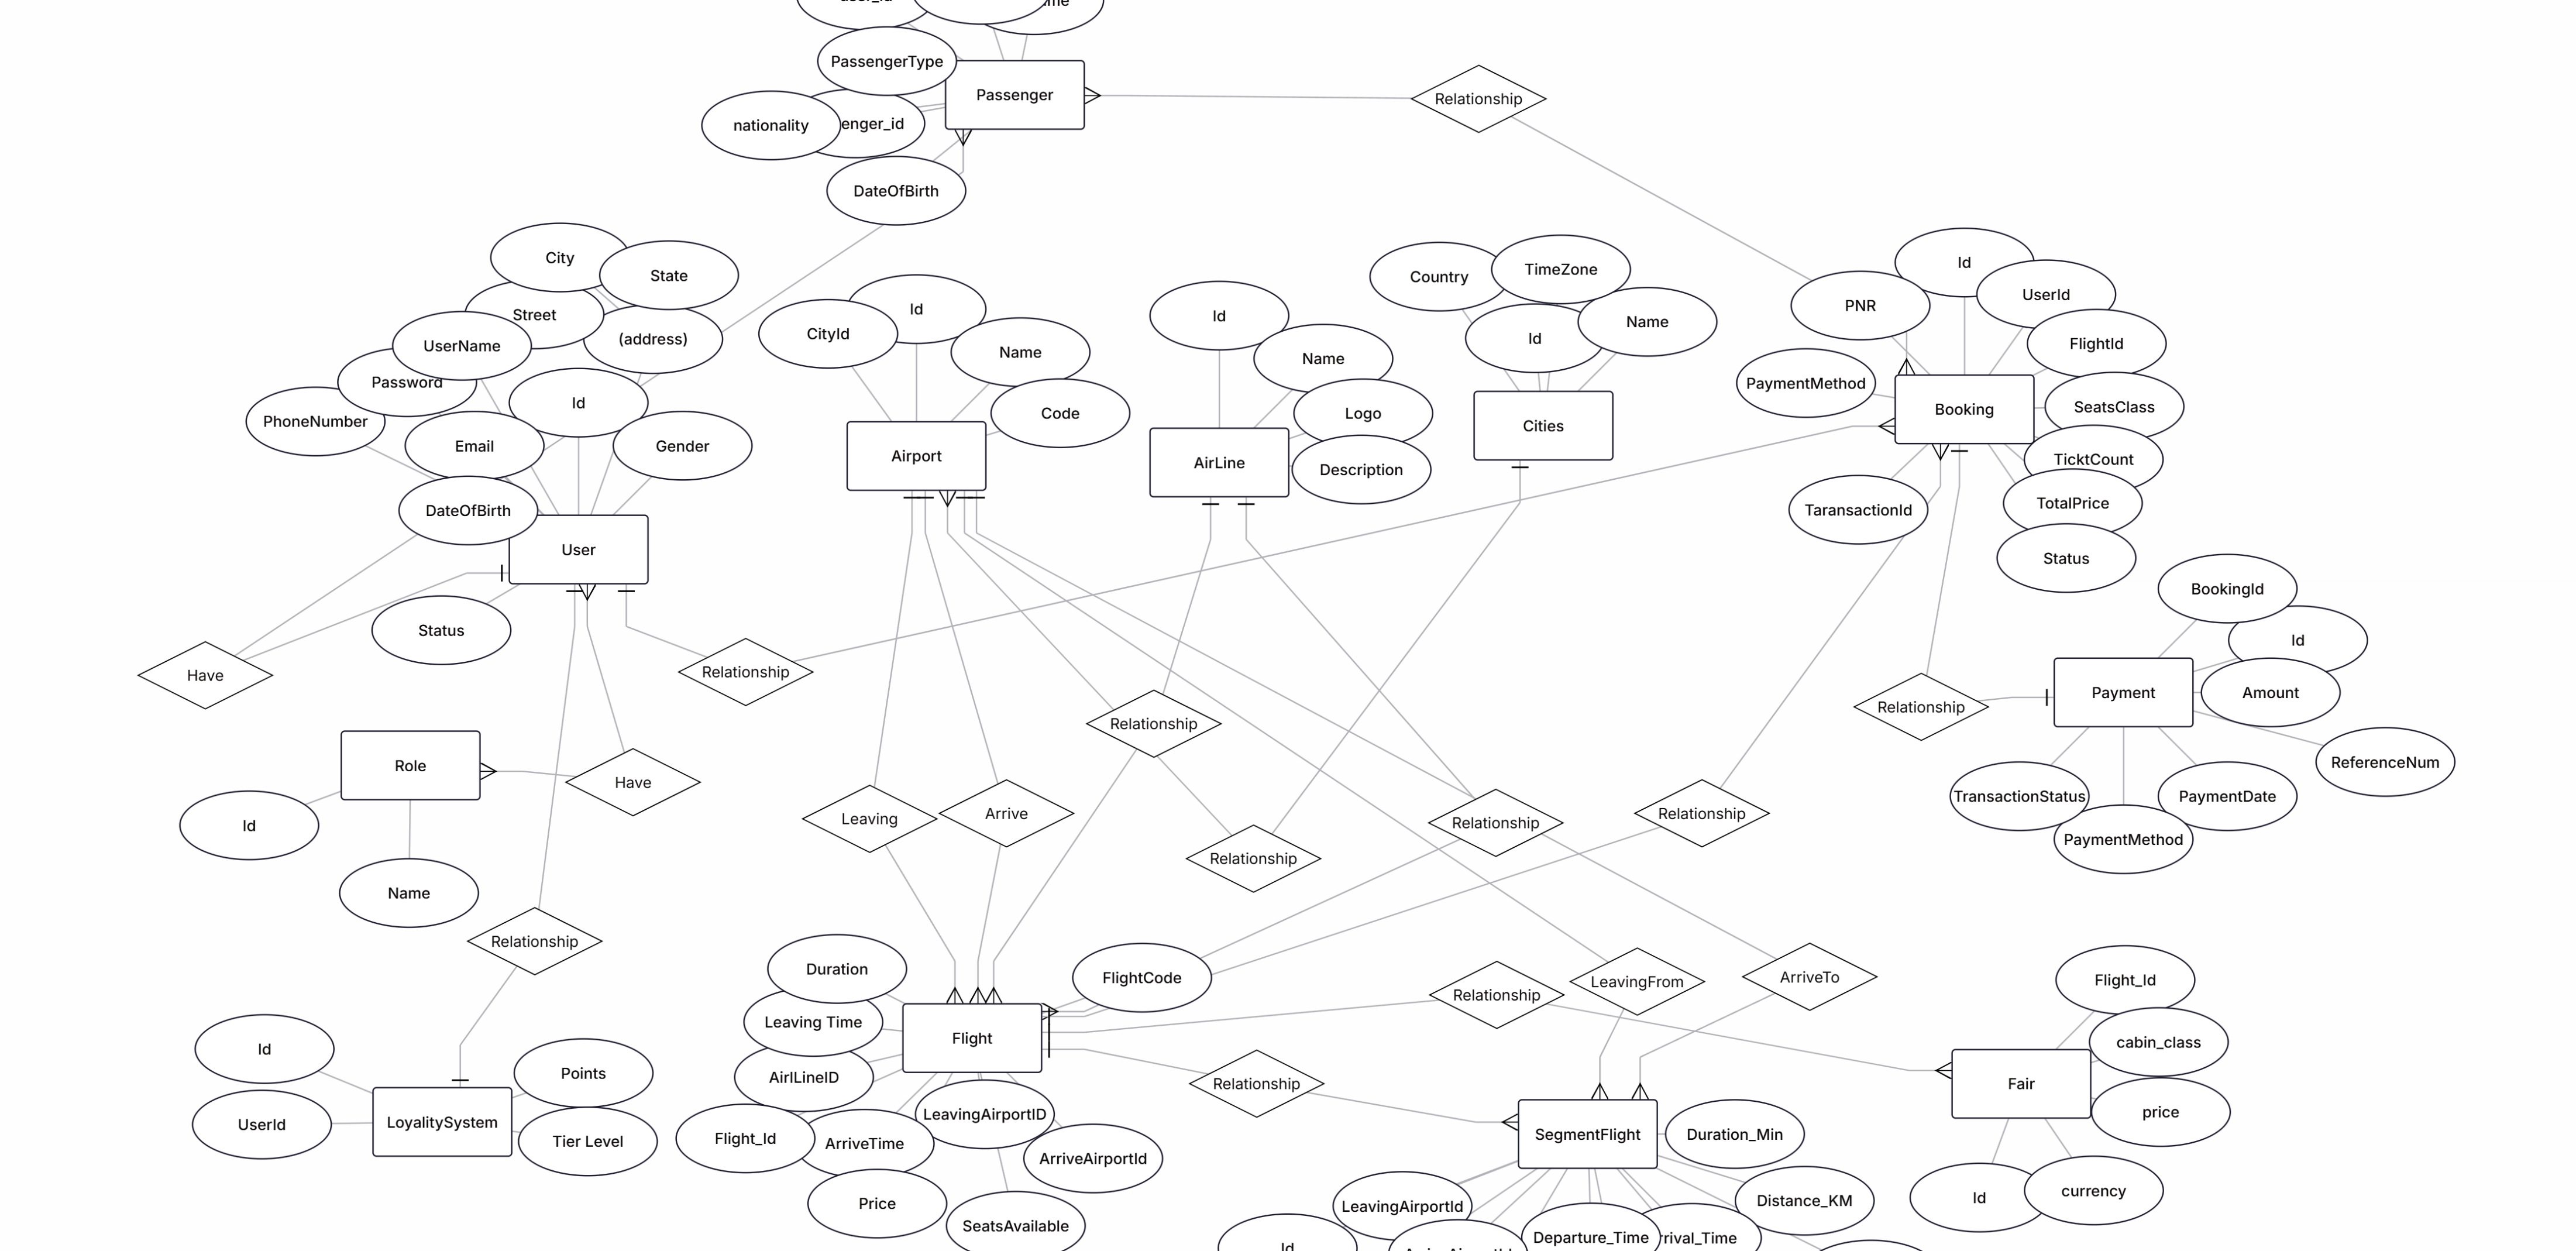 PassengerType
Passenger
nationality
enger_id
DateOfBirth
Relationship
City
State
Street
(address)
UserName
Password
PhoneNumber
Id
Email
Gender
DateOfBirth
User
Status
Have
Relationship
Role
Id
Name
Have
Relationship
Id
UserId
LoyalitySystem
Points
Tier Level
CityId
Id
Name
Code
Airport
Id
Name
Logo
Description
AirLine
Country
TimeZone
Id
Name
Cities
Id
PNR
UserId
FlightId
PaymentMethod
Booking
SeatsClass
TicktCount
TaransactionId
TotalPrice
Status
BookingId
Id
Payment
Amount
ReferenceNum
TransactionStatus
PaymentDate
PaymentMethod
Relationship
Relationship
Leaving
Arrive
Relationship
Relationship
Relationship
Duration
FlightCode
Leaving Time
Flight
AirlLineID
LeavingAirportID
Flight_Id
ArriveTime
ArriveAirportId
Price
SeatsAvailable
Relationship
LeavingFrom
ArriveTo
Relationship
SegmentFlight
Duration_Min
LeavingAirportId
Distance_KM
Departure_Time
rival_Time
Id
Flight_Id
cabin_class
Fair
price
Id
currency